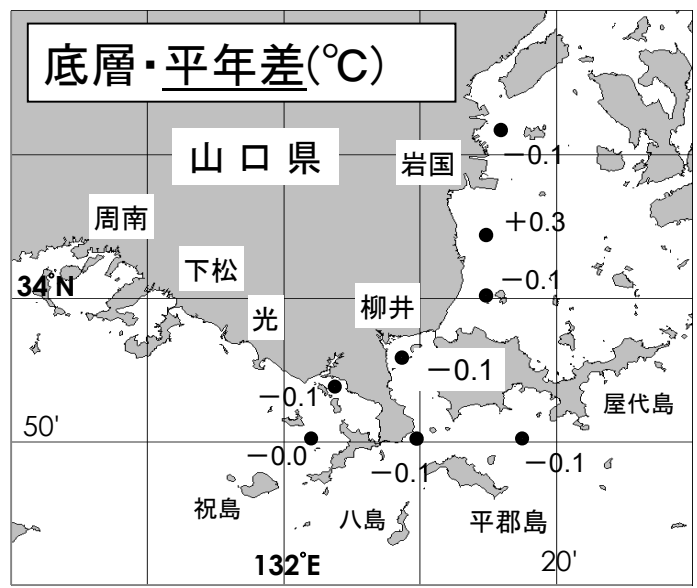 底層・平年差(℃)
山口県
岩国
−0.1
周南
+0.3
下松
34°N
−0.1
光
柳井
−0.1
−0.1
屋代島
50'
−0.0
−0.1
−0.1
祝島
八島
平郡島
132°E
20'